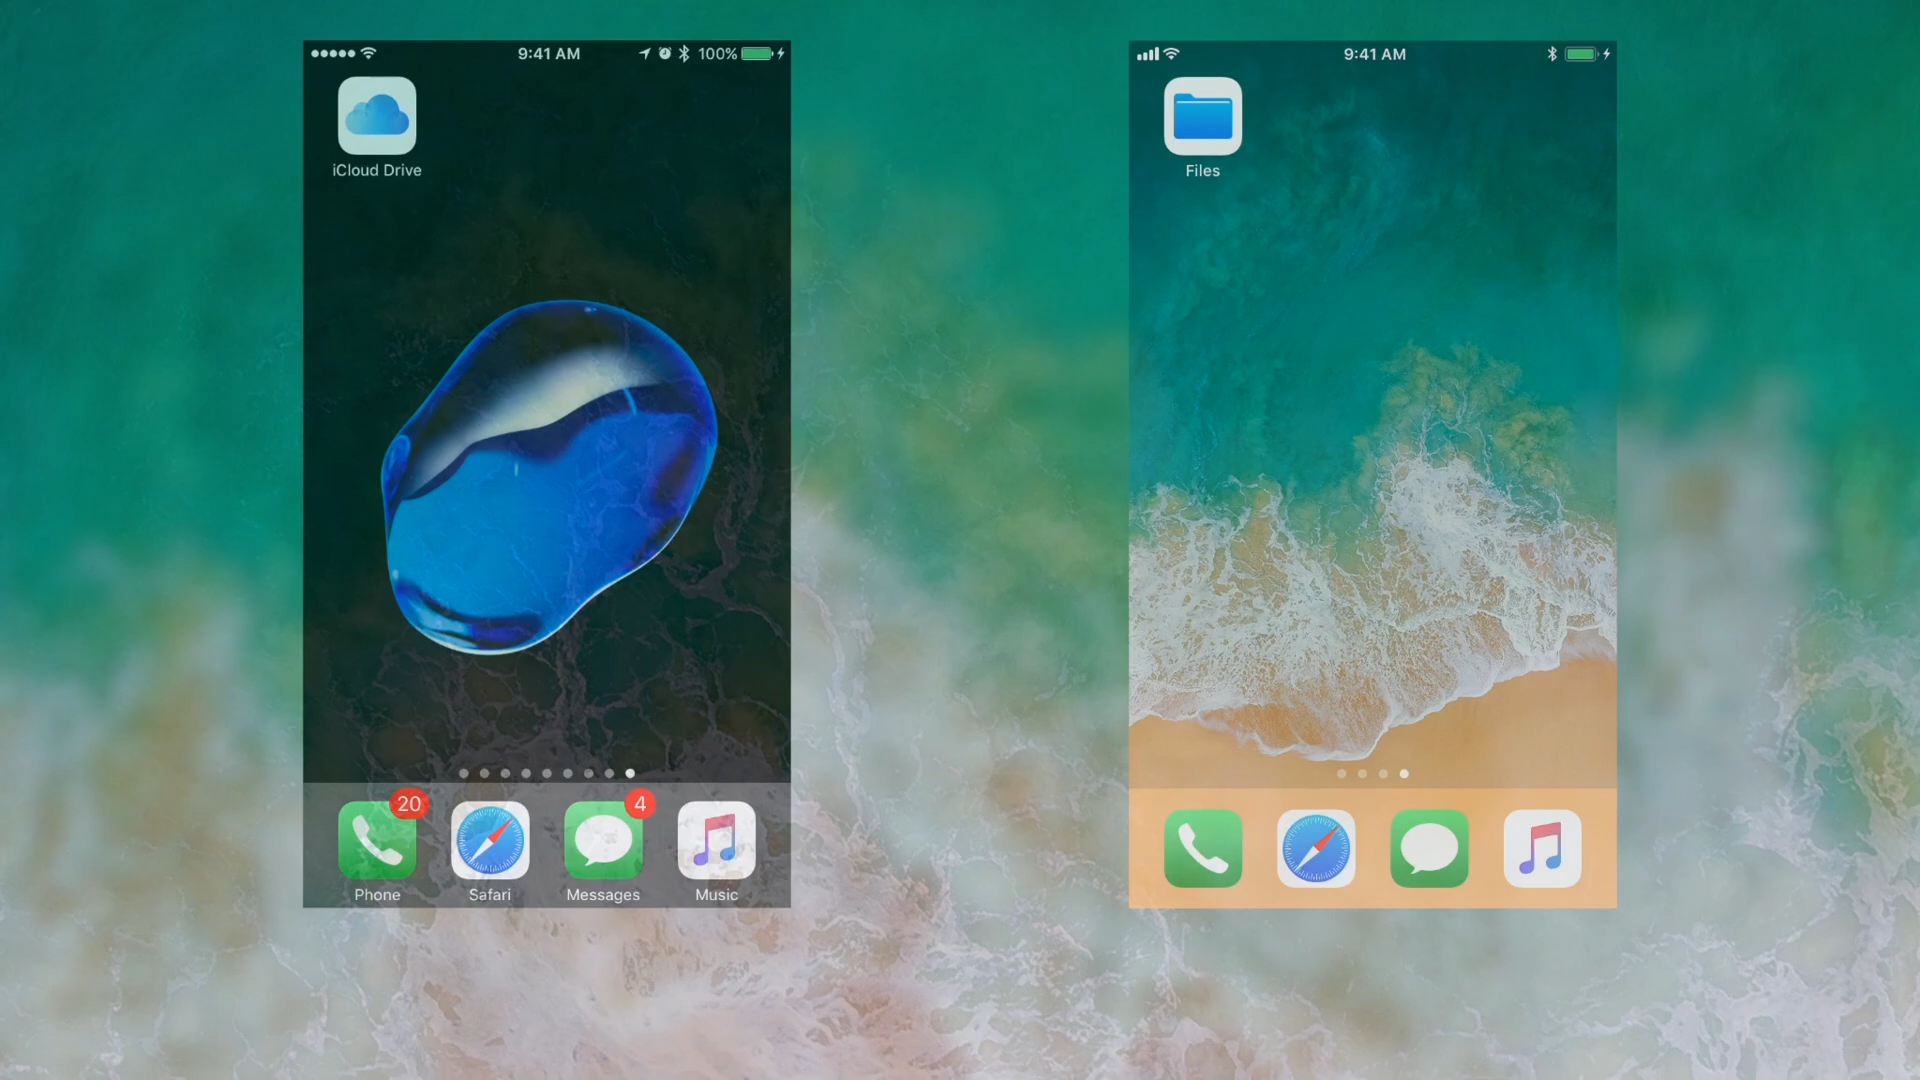 9:41 AM
100%
iCloud Drive
20
4
Phone
Safari
Messages
Music
9:41 AM
Files